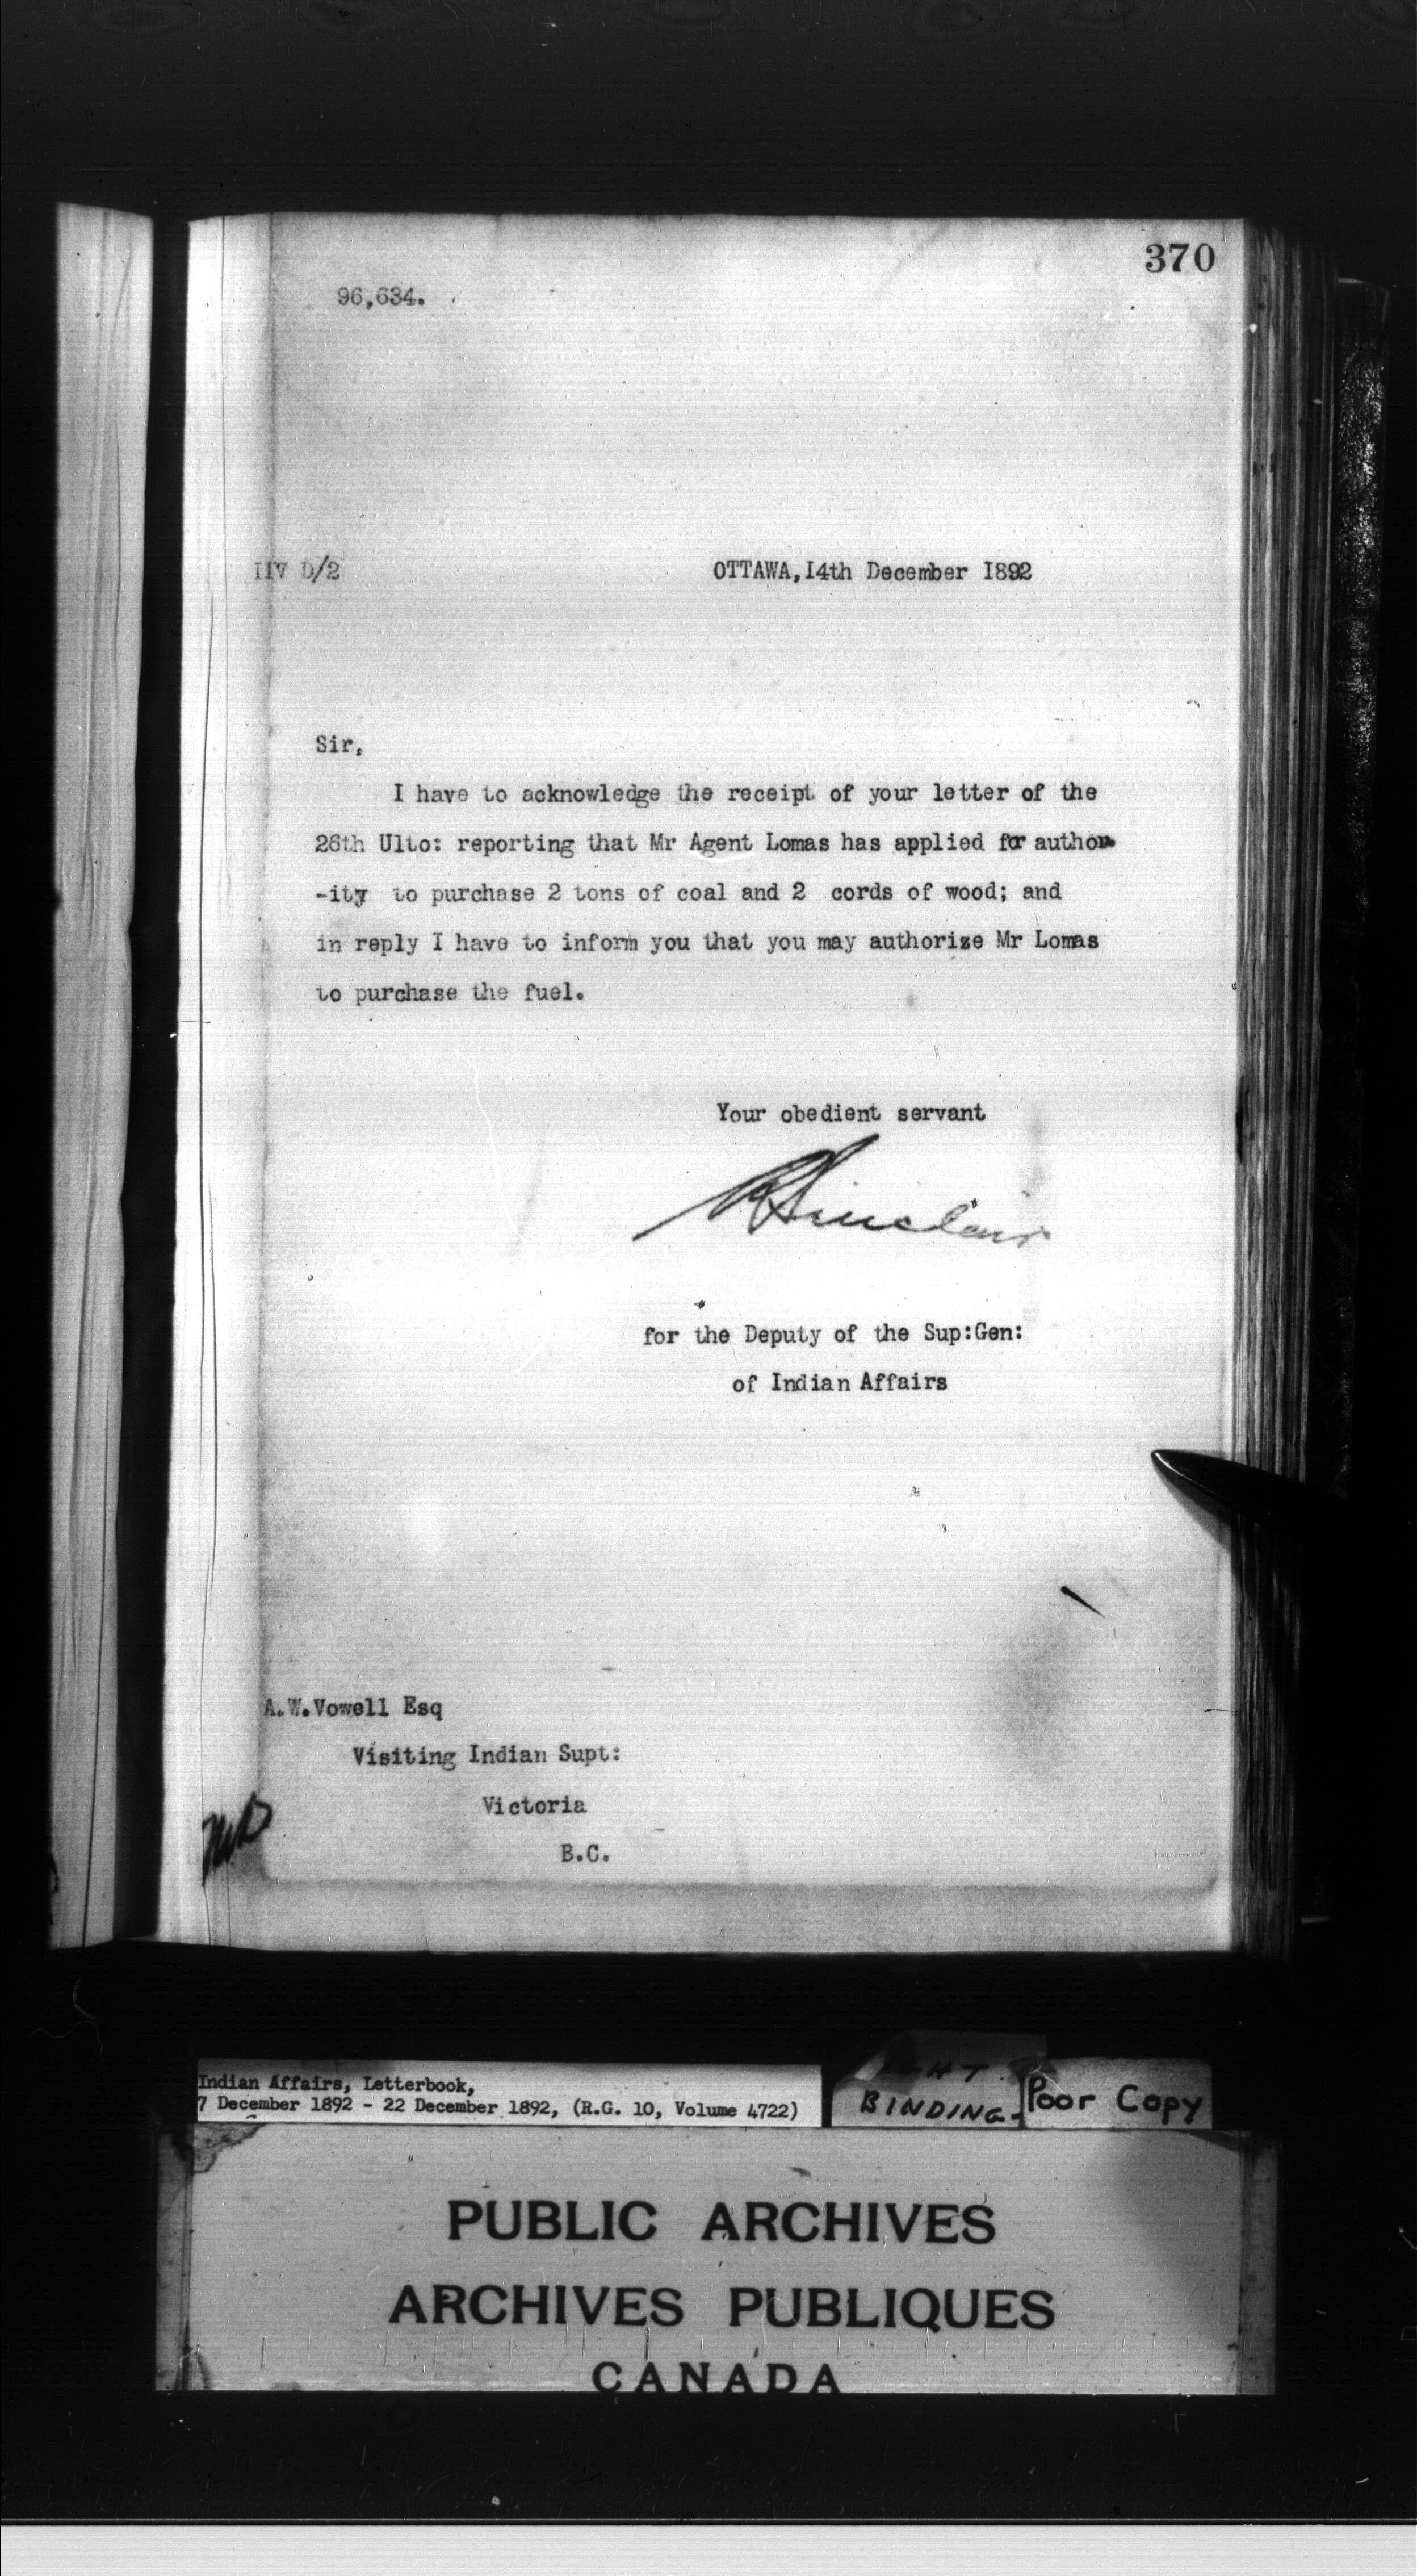 370
96,634.
117 D/2 OTTAWA,I4th December I892
Sir,
I have to acknowledge the receipt of your letter of the
26th Ulto: reporting that Mr Agent Lomas has applied for author
-ity to purchase 2 tons of coal and 2 cords of wood; and
in reply I have to inform you that you may authorize Mr Lomas
to purchase the fuel.
Your obedient servant
R Sinclair
for the Deputy of the Sup:Gen:
of Indian Affairs
A.W.Vowell Esq
Visiting Indian Supt:
Victoria
B.C.
Indian Affairs, Letterbook,
7 December 1892 - 22 December 1892, (R.G. 10, Volume 4722)
BINDING
Poor Copy
PUBLIC ARCHIVES
ARCHIVES PUBLIQUES
CANADA